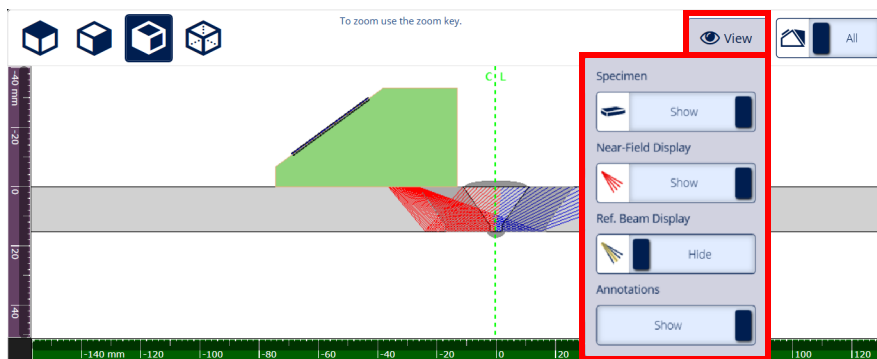 To zoom use the zoom key.
View
All
Specimen
Show
Near-Field Display
Show
Ref. Beam Display
Hide
Annotations
Show
C L
-40 mm
-20
0
20
40
-140 mm -120 -100 -80 -60 -40 -20 0 20 100 120